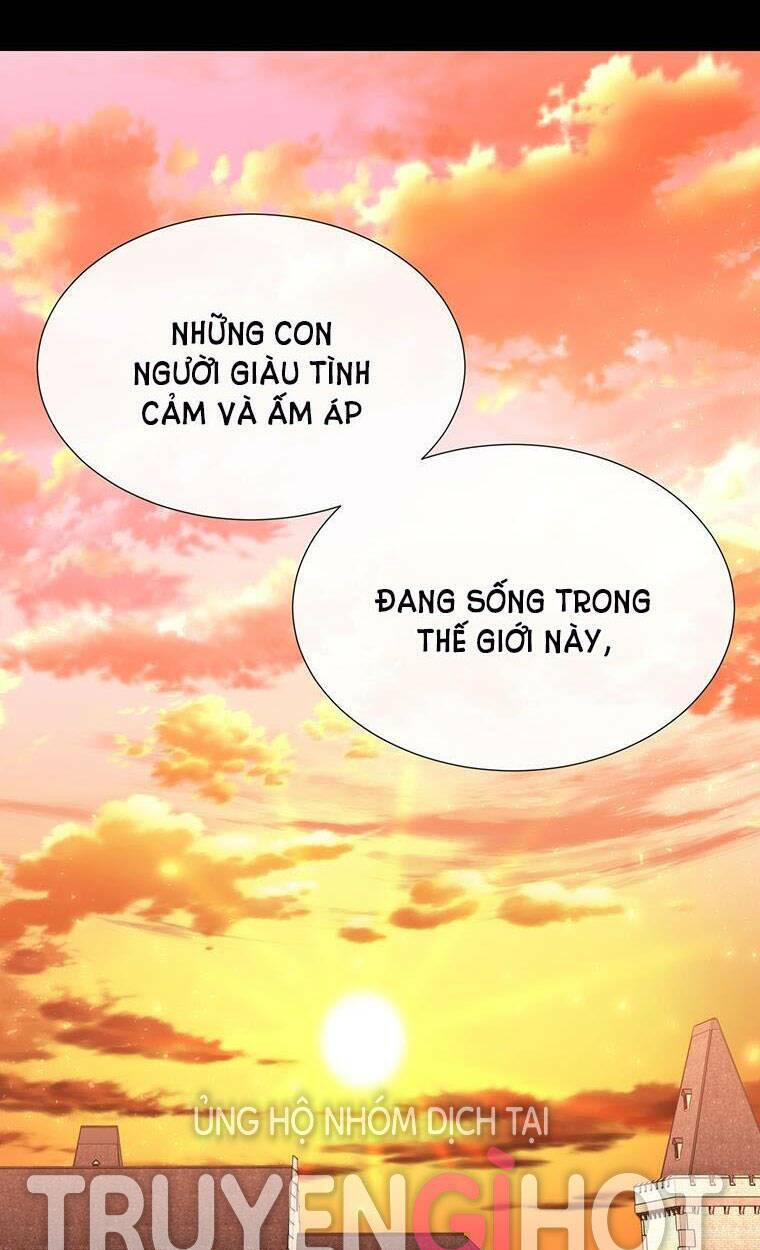 NHỮNG CON
NGƯỜI GIÀU TÌNH
CẢM VÀ ẤM ÁP
ĐANG SỐNG TRONG
THẾ GIỚI NÀY,
ỦNG HỘ NHÓM DỊCH TẠI
TRUYENGÌHOT